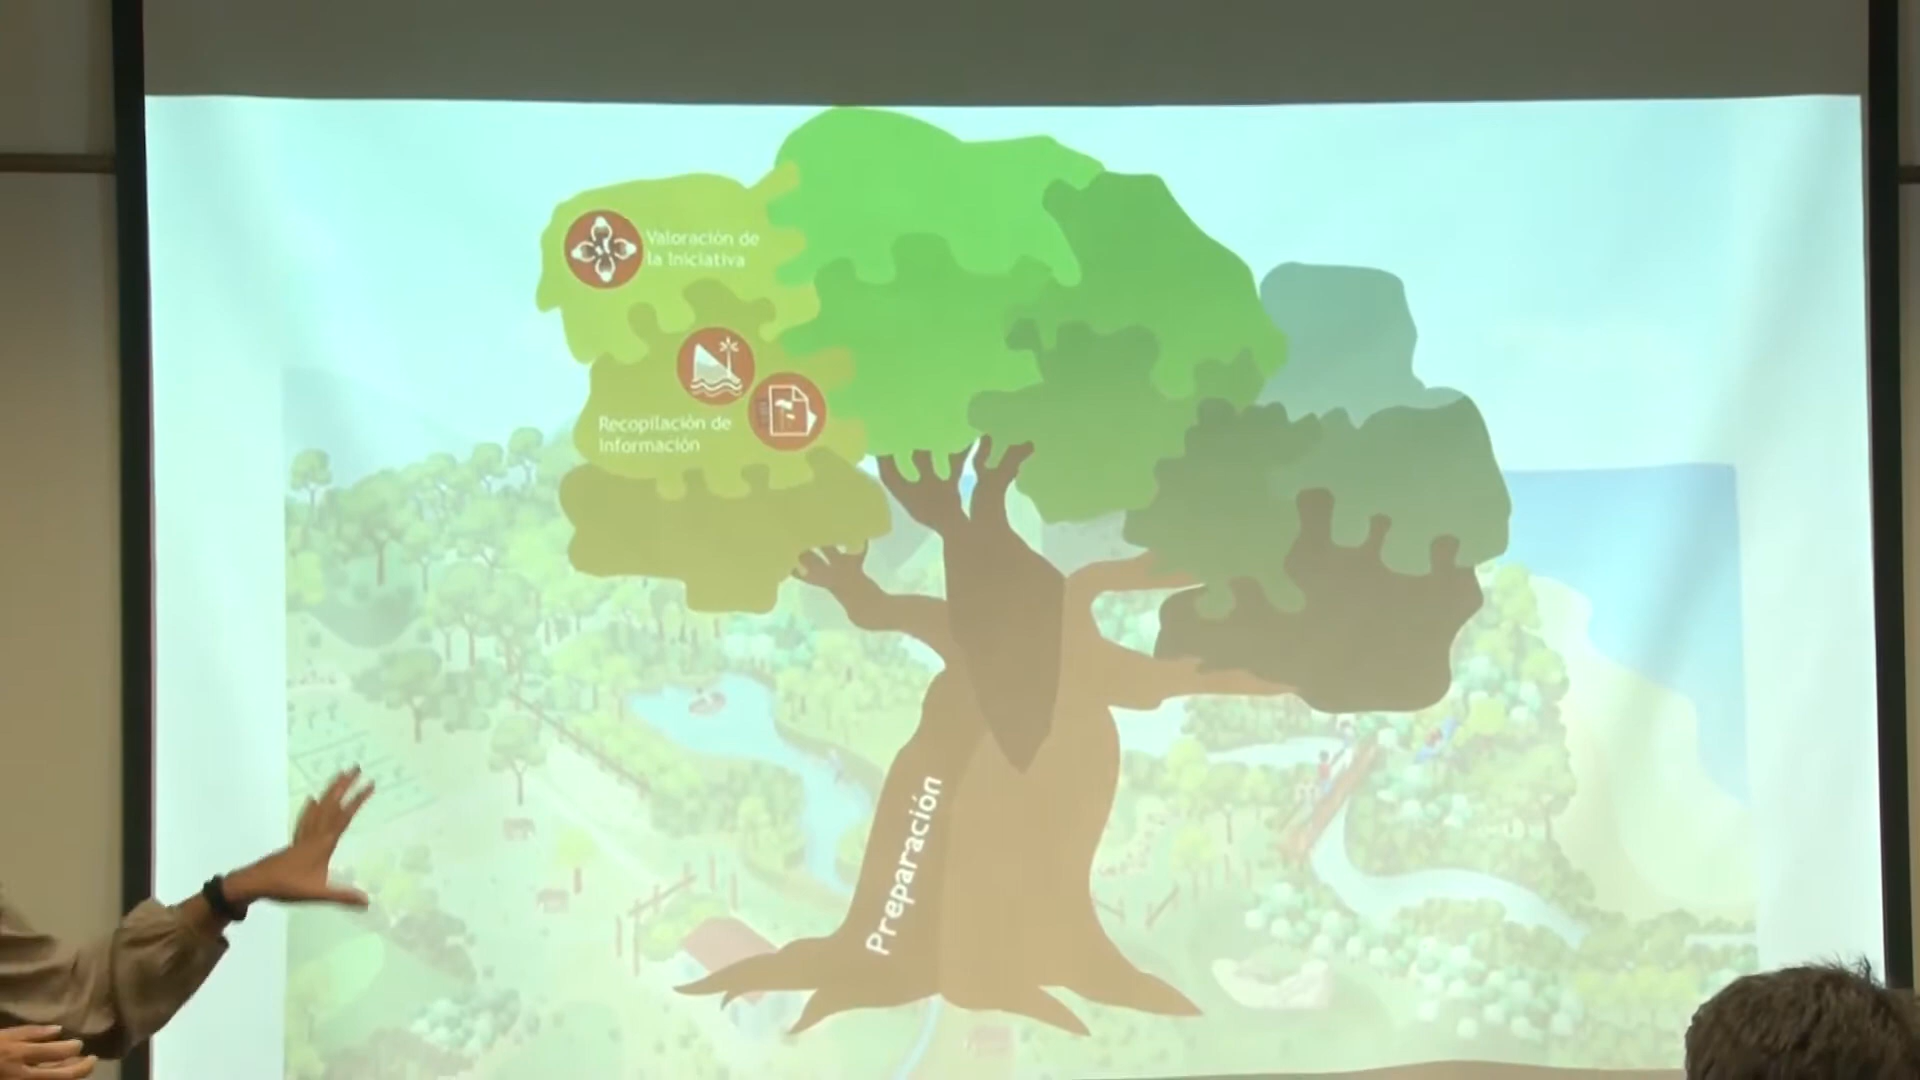 Valoración de
la Iniciativa
Recopilación de
Información
Preparación